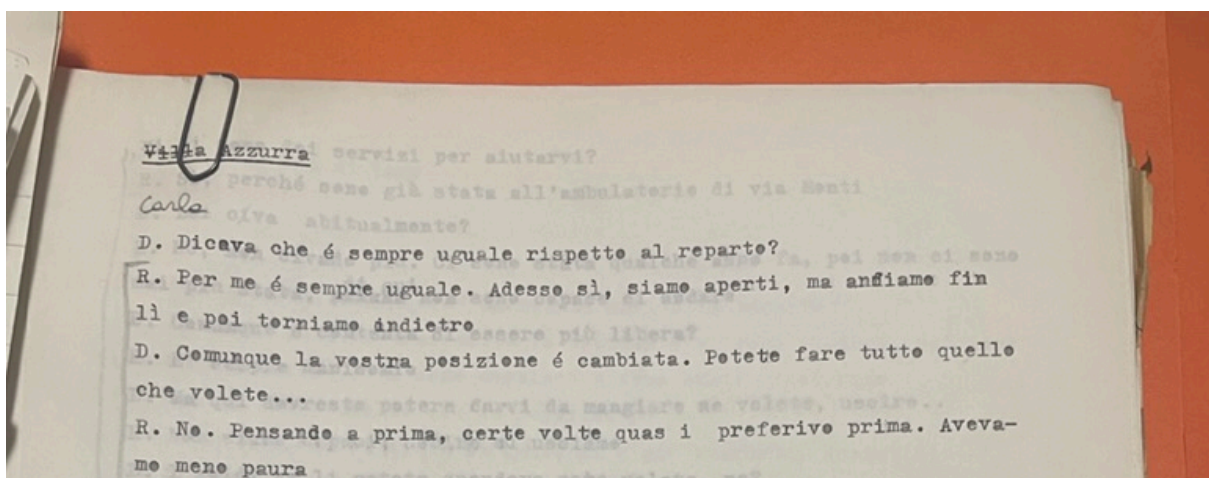 Villa Azzurra
Carla
D. Dicava che é sempre uguale rispetto al reparto?
R. Per me é sempre uguale. Adesso sì, siamo aperti, ma andiamo fin
lì e poi torniamo indietro
D. Comunque la vostra posizione é cambiata. Potete fare tutto quello
che volete...
R. No. Pensando a prima, certe volte quas i preferivo prima. Aveva-
mo meno paura